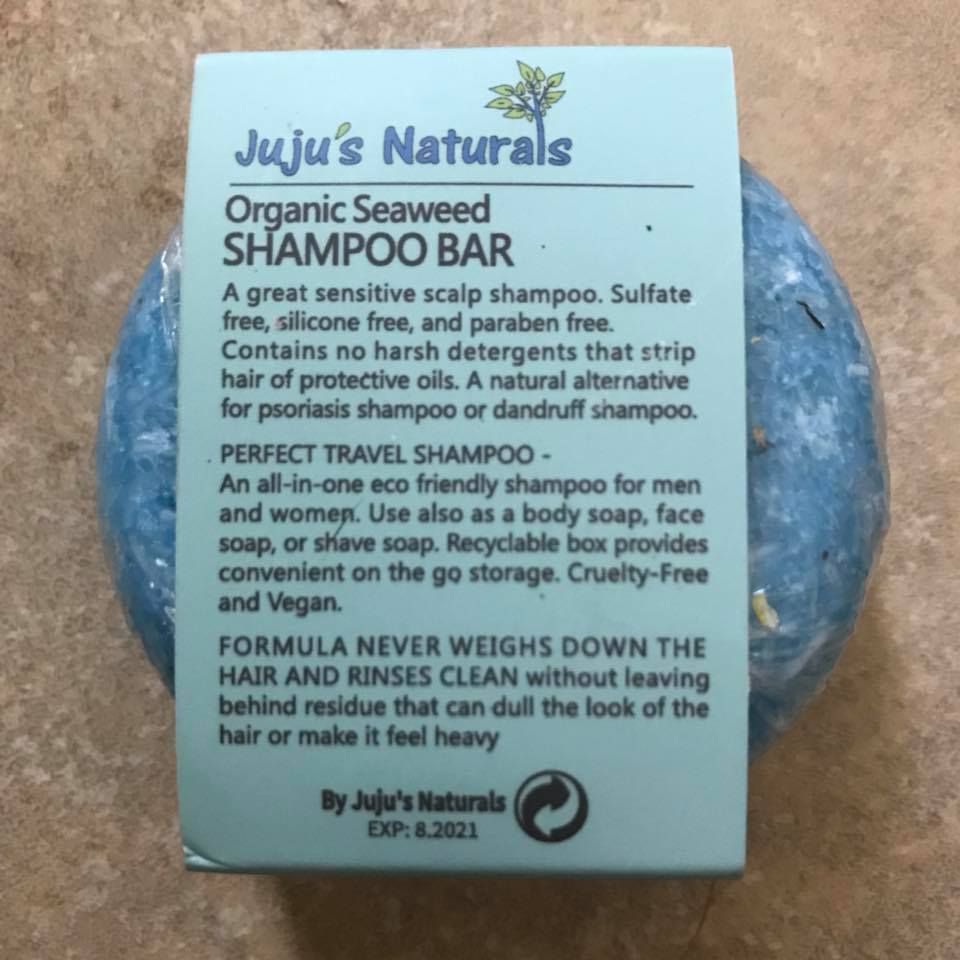 Juju's Naturals
Organic Seaweed
SHAMPOO BAR
A great sensitive scalp shampoo. Sulfate
free, silicone free, and paraben free.
Contains no harsh detergents that strip
hair of protective oils. A natural alternative
for psoriasis shampoo or dandruff shampoo.
PERFECT TRAVEL SHAMPOO -
An all-in-one eco friendly shampoo for men
and women. Use also as a body soap, face
soap, or shave soap. Recyclable box provides
convenient on the go storage. Cruelty-Free
and Vegan.
FORMULA NEVER WEIGHS DOWN THE
HAIR AND RINSES CLEAN without leaving
behind residue that can dull the look of the
hair or make it feel heavy
By Juju's Naturals
EXP: 8.2021